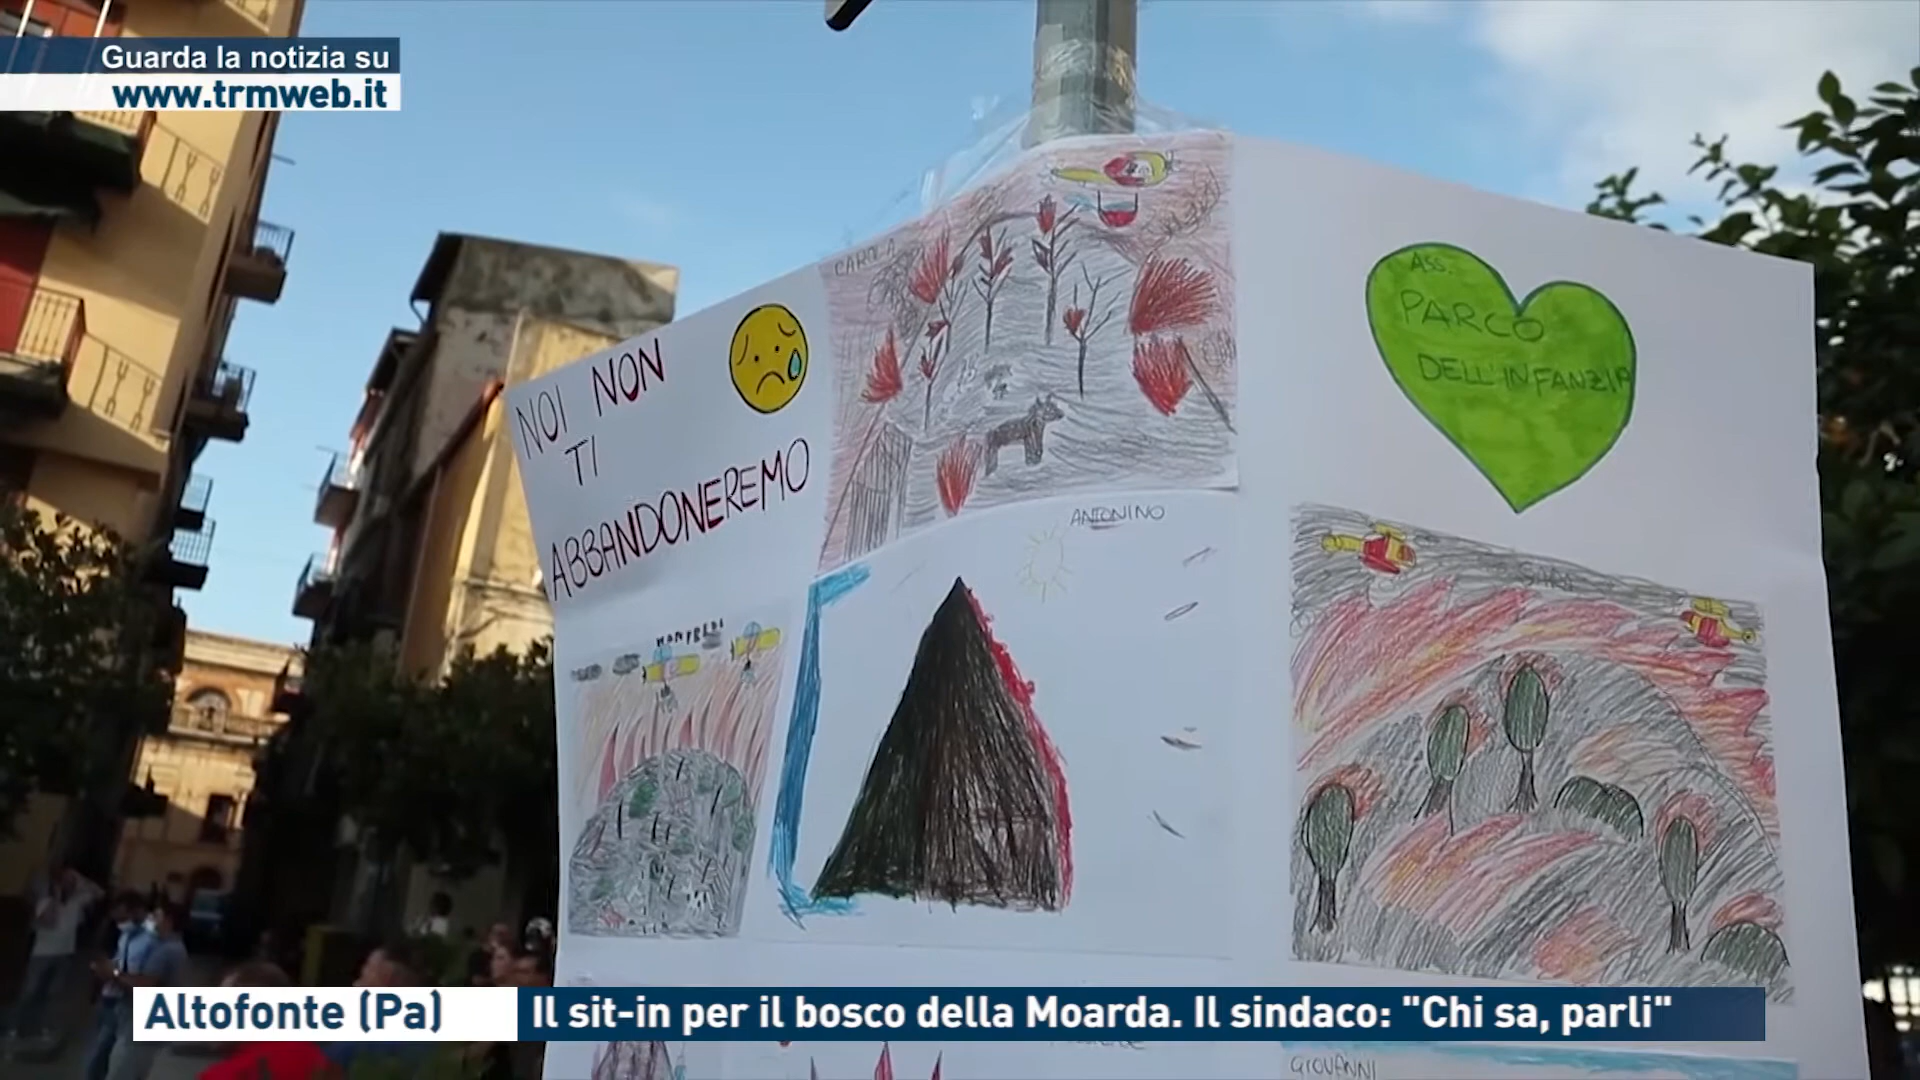 Guarda la notizia su
www.trmweb.it
NOI NON
TI
ABBANDONEREMO
CAROLA
ASS.
PARCO
DELL'INFANZIA
ANTONINO
SARA
MANFREDI
Altofonte (Pa)
Il sit-in per il bosco della Moarda. Il sindaco: "Chi sa, parli"
GIOVANNI